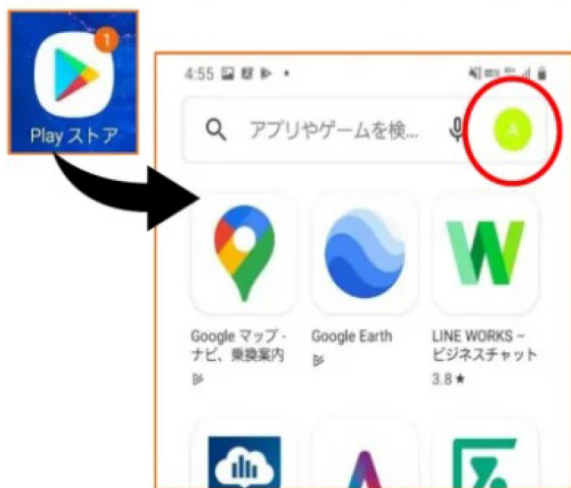 1
Play ストア
4:55
アプリやゲームを検...
A
Google マップ -
ナビ、乗換案内
Google Earth
LINE WORKS –
ビジネスチャット
3.8 ★